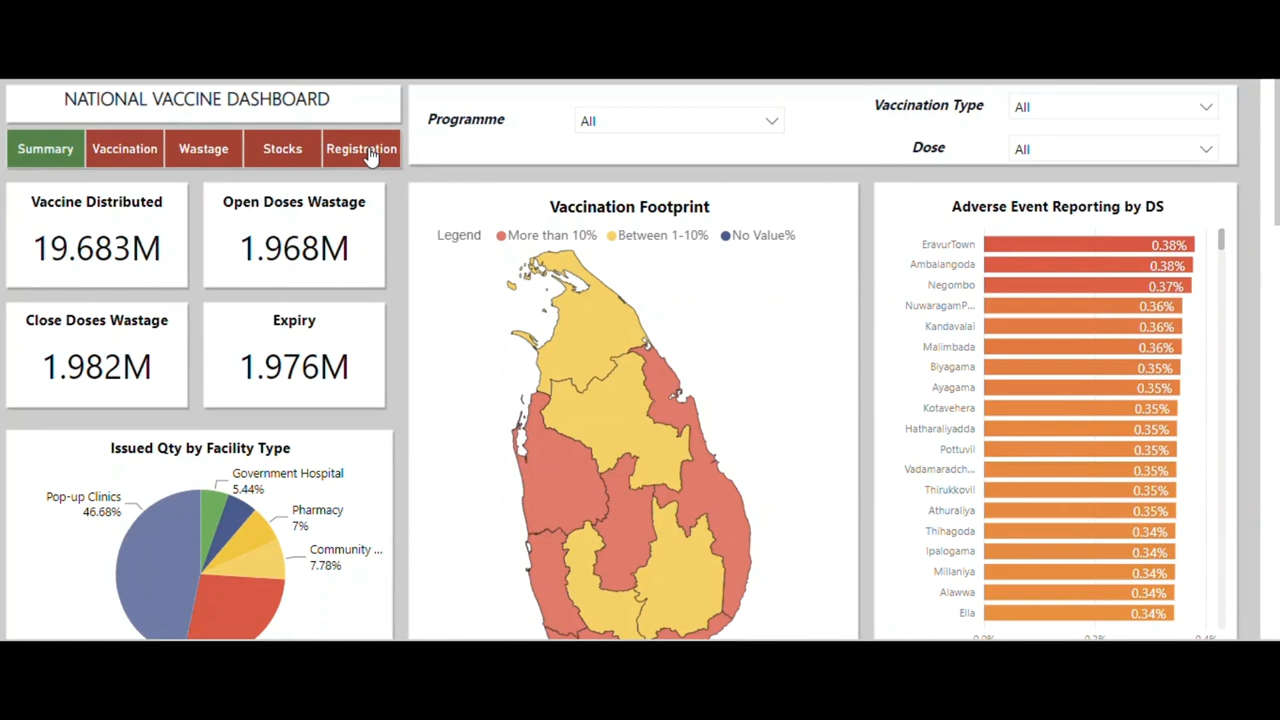 NATIONAL VACCINE DASHBOARD
Summary
Vaccination
Wastage
Stocks
Registration
Programme
All
Vaccination Type
All
Dose
All
Vaccine Distributed
19.683M
Open Doses Wastage
1.968M
Close Doses Wastage
1.982M
Expiry
1.976M
Issued Qty by Facility Type
Government Hospital
5.44%
Pop-up Clinics
46.68%
Pharmacy
7%
Community ...
7.78%
Vaccination Footprint
Legend
More than 10%
Between 1-10%
No Value%
Adverse Event Reporting by DS
EravurTown 0.38%
Ambalangoda 0.38%
Negombo 0.37%
NuwaragamP... 0.36%
Kandavalai 0.36%
Malimbada 0.36%
Biyagama 0.35%
Ayagama 0.35%
Kotavehera 0.35%
Hatharaliyadda 0.35%
Pottuvil 0.35%
Vadamaradch... 0.35%
Thirukkovil 0.35%
Athuraliya 0.35%
Thihagoda 0.34%
Ipalogama 0.34%
Millaniya 0.34%
Alawwa 0.34%
Ella 0.34%